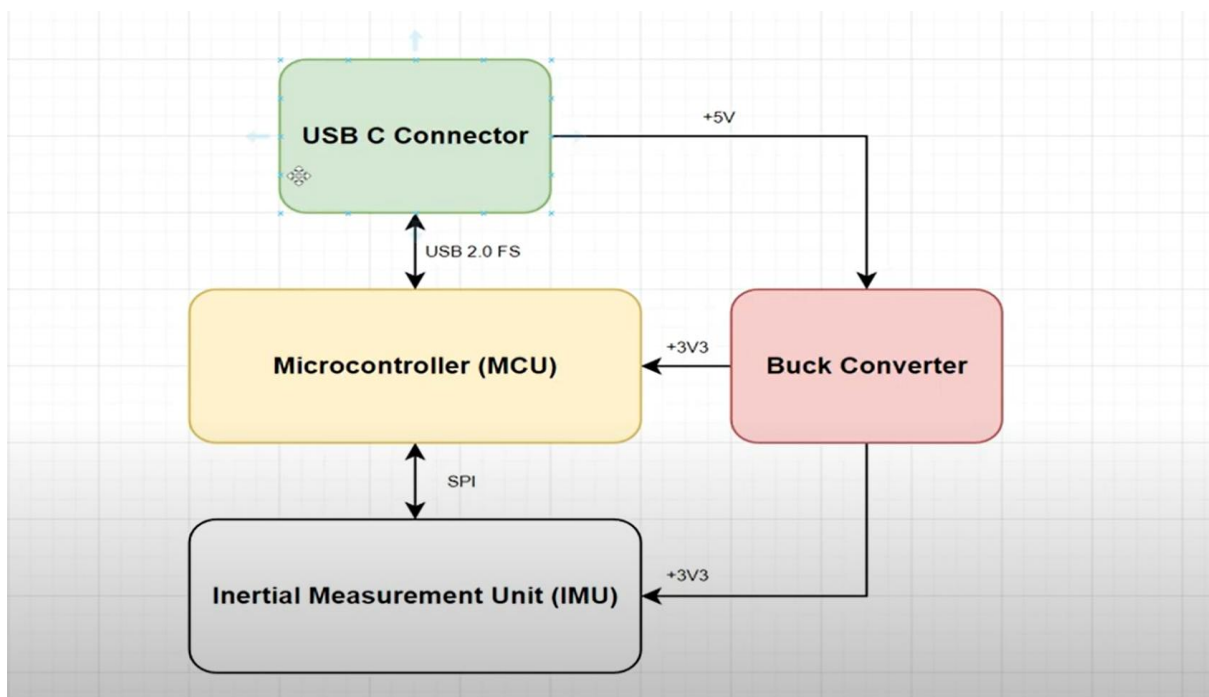 USB C Connector
+5V
USB 2.0 FS
Microcontroller (MCU)
+3V3
Buck Converter
SPI
Inertial Measurement Unit (IMU)
+3V3